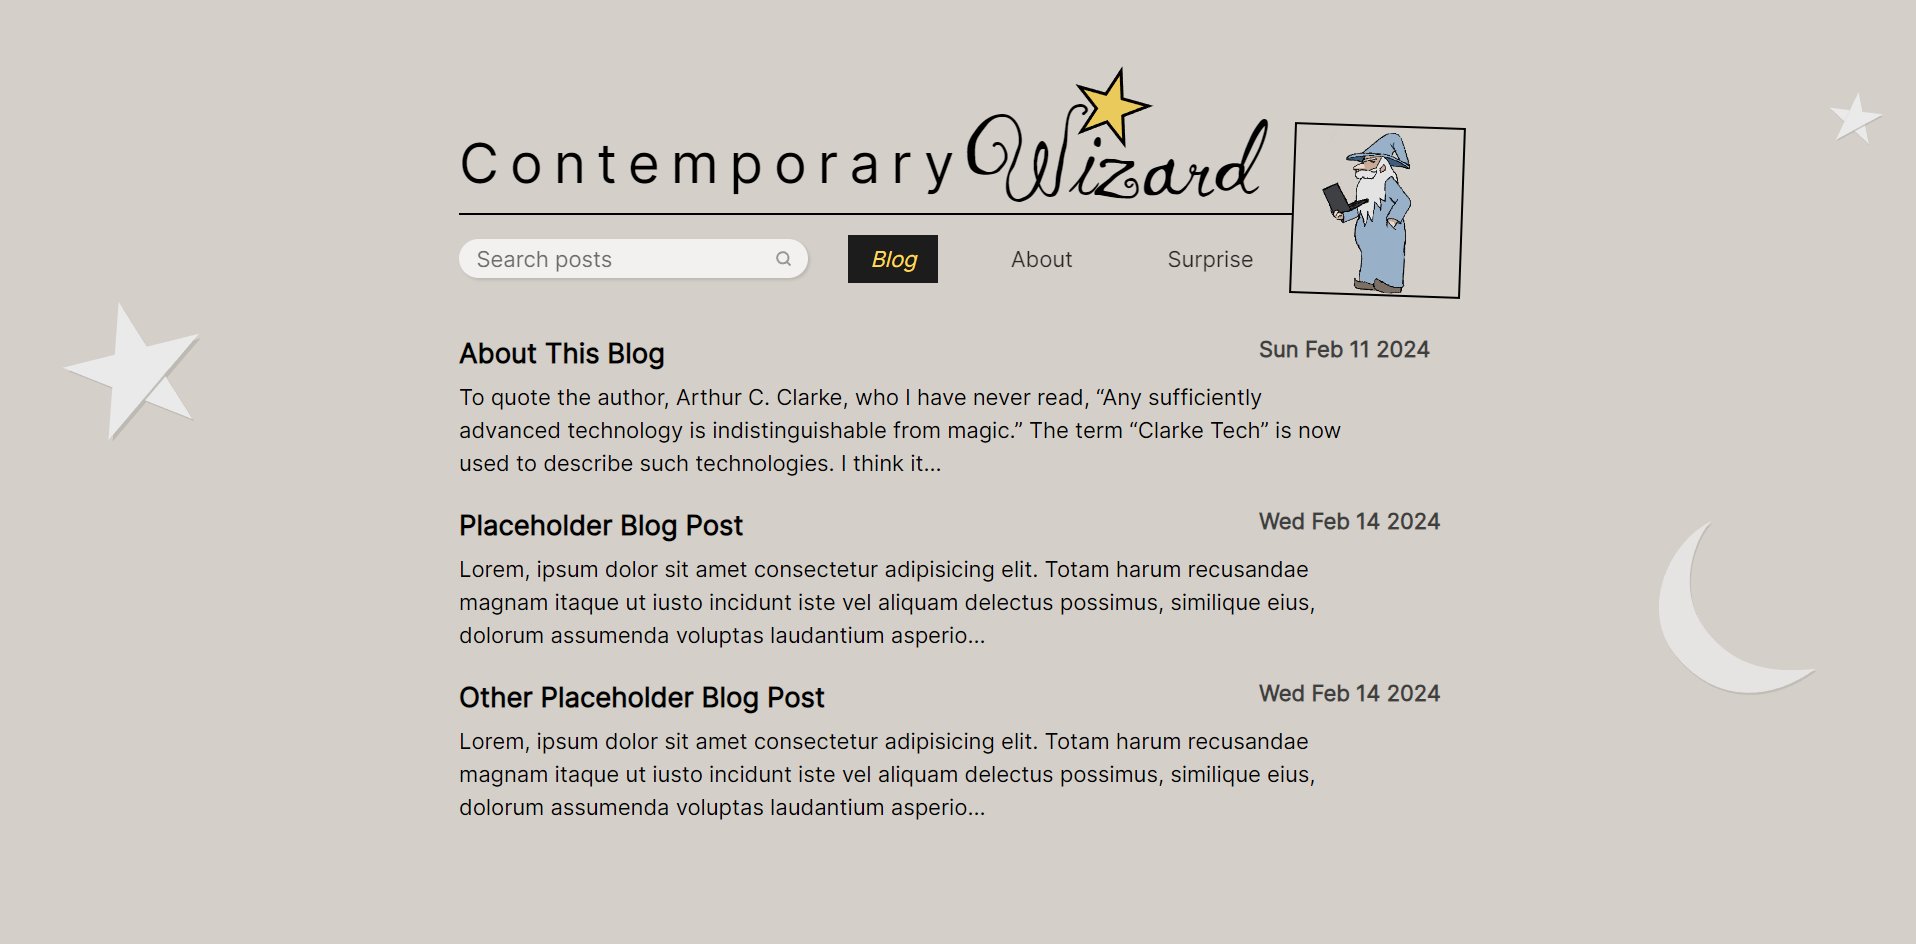 Contemporary Wizard
Search posts
Blog
About
Surprise
About This Blog
Sun Feb 11 2024
To quote the author, Arthur C. Clarke, who I have never read, “Any sufficiently
advanced technology is indistinguishable from magic.” The term “Clarke Tech” is now
used to describe such technologies. I think it...
Placeholder Blog Post
Wed Feb 14 2024
Lorem, ipsum dolor sit amet consectetur adipisicing elit. Totam harum recusandae
magnam itaque ut iusto incidunt iste vel aliquam delectus possimus, similique eius,
dolorum assumenda voluptas laudantium asperio...
Other Placeholder Blog Post
Wed Feb 14 2024
Lorem, ipsum dolor sit amet consectetur adipisicing elit. Totam harum recusandae
magnam itaque ut iusto incidunt iste vel aliquam delectus possimus, similique eius,
dolorum assumenda voluptas laudantium asperio...